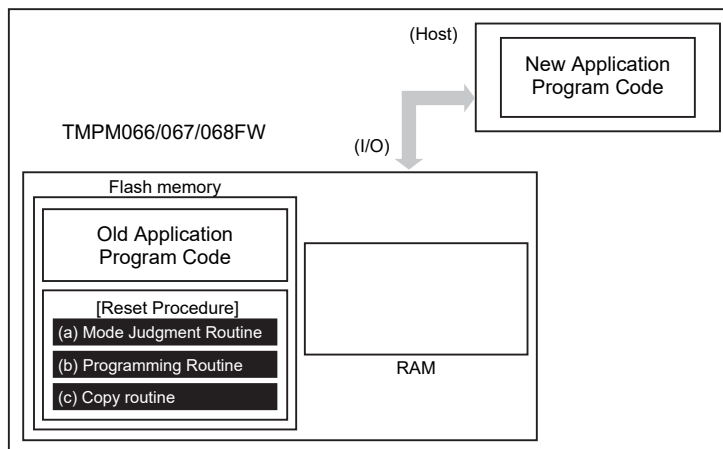 (Host)
New Application
Program Code
TMPM066/067/068FW
(I/O)
Flash memory
Old Application
Program Code
[Reset Procedure]
(a) Mode Judgment Routine
(b) Programming Routine
(c) Copy routine
RAM